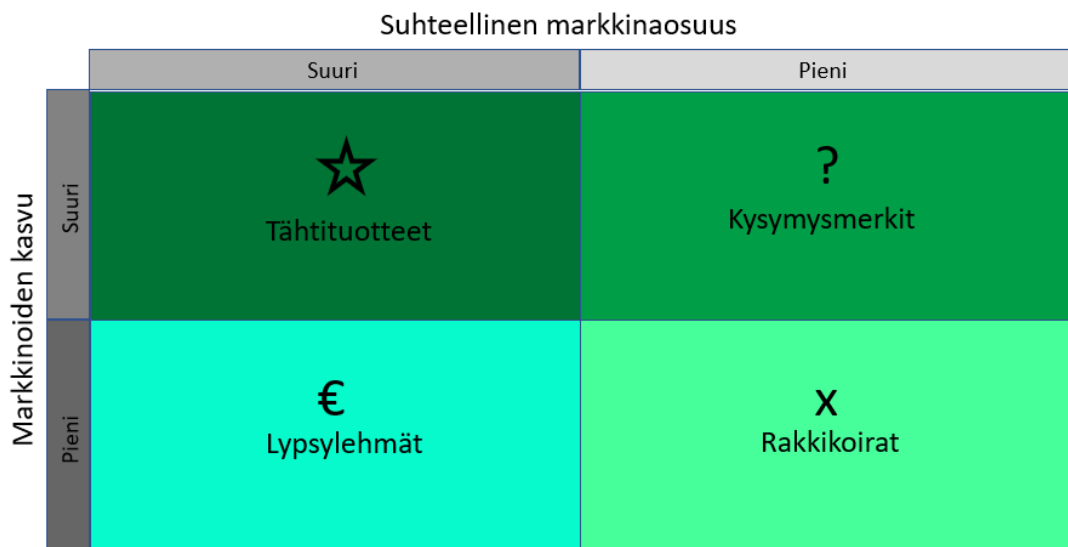 Suhteellinen markkinaosuus
Suuri
Pieni
Markkinoiden kasvu
Suuri
?
Tähtituotteet
Kysymysmerkit
Pieni
€
x
Lypsylehmät
Rakkikoirat